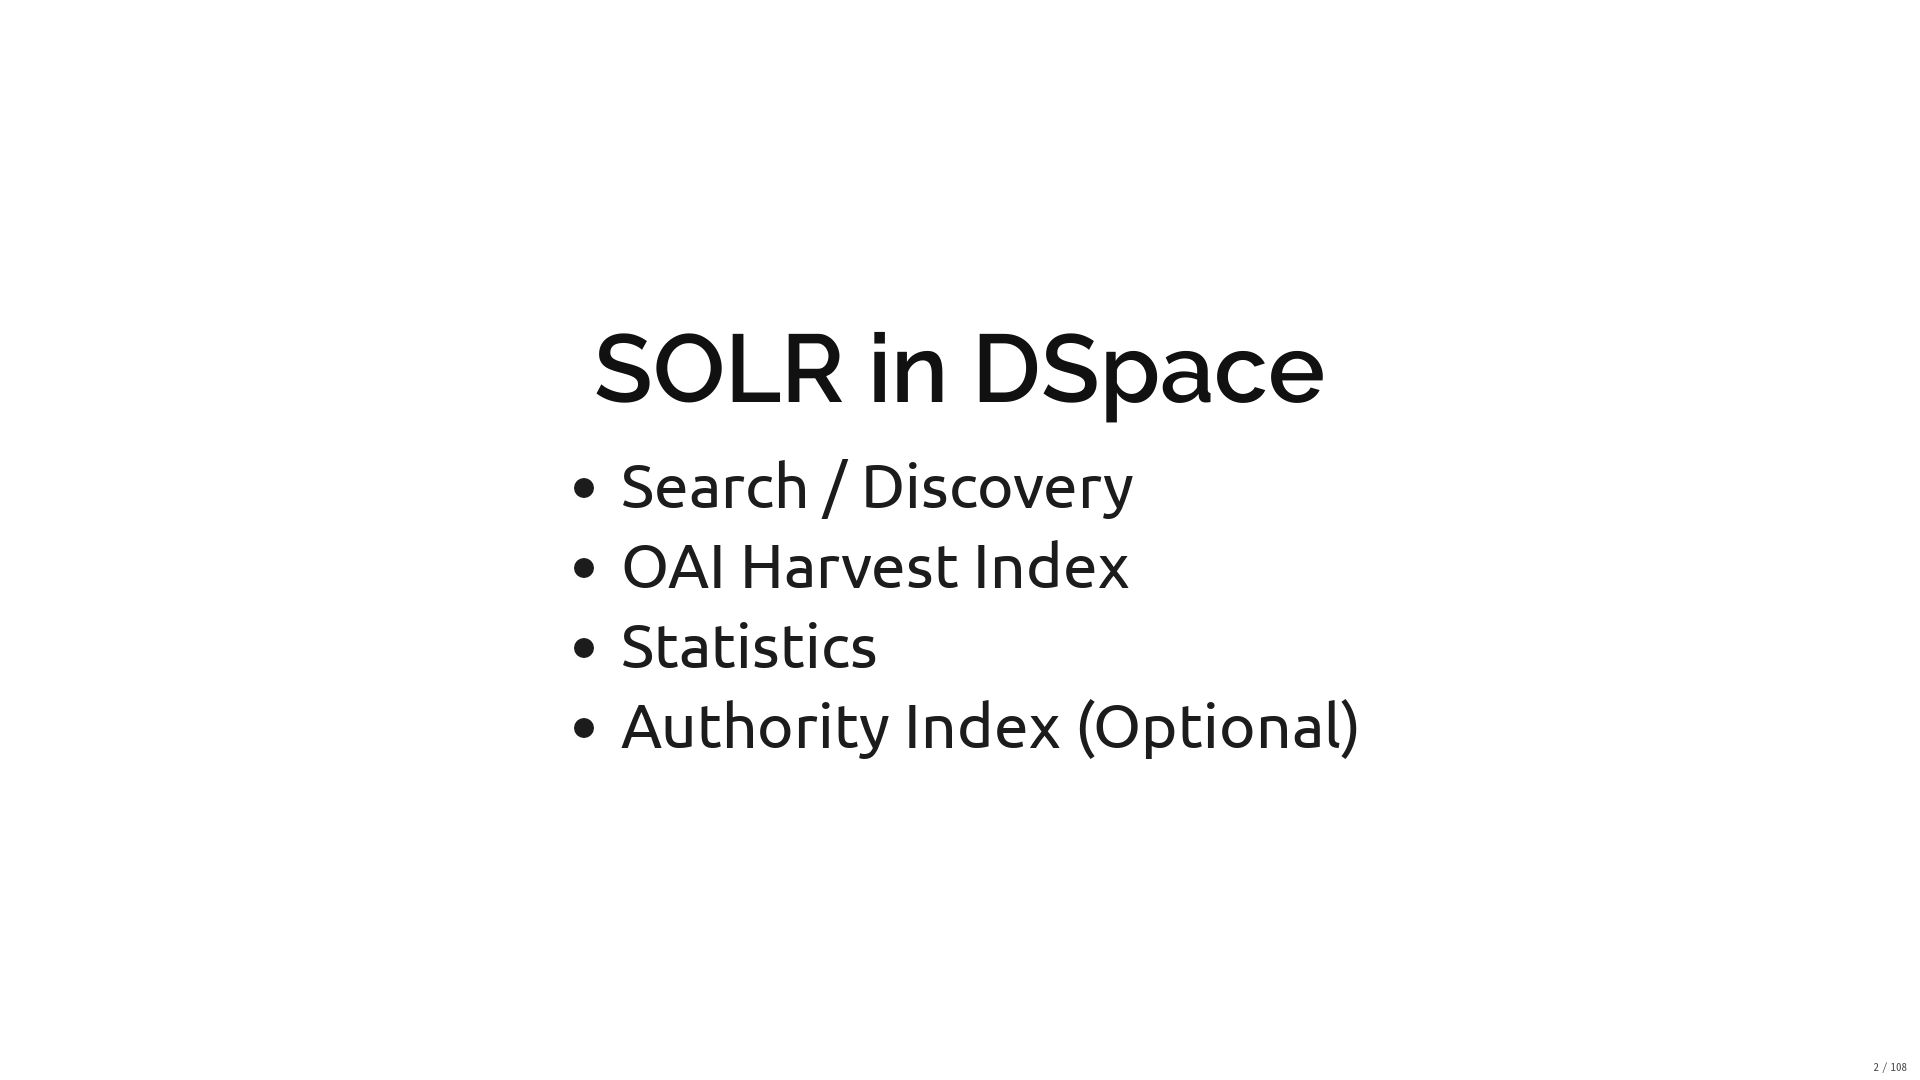 SOLR in DSpace
• Search / Discovery
• OAI Harvest Index
• Statistics
• Authority Index (Optional)
2 / 108